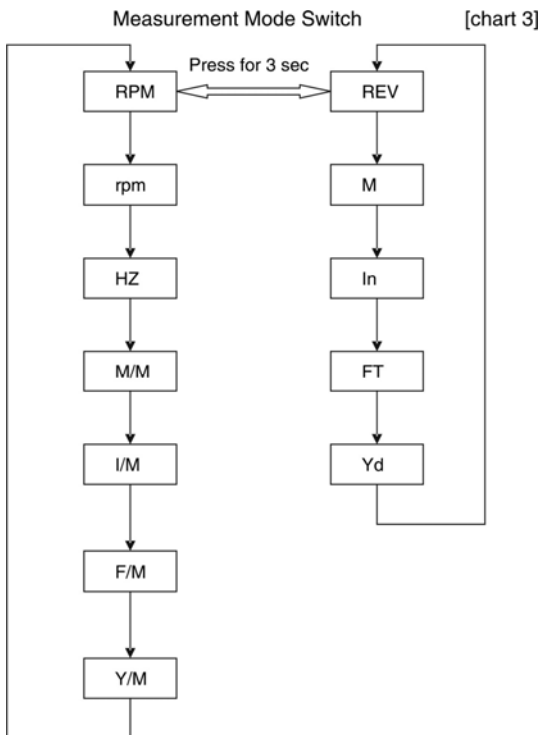 Measurement Mode Switch [chart 3]
Press for 3 sec
RPM
rpm
HZ
M/M
I/M
F/M
Y/M
REV
M
In
FT
Yd